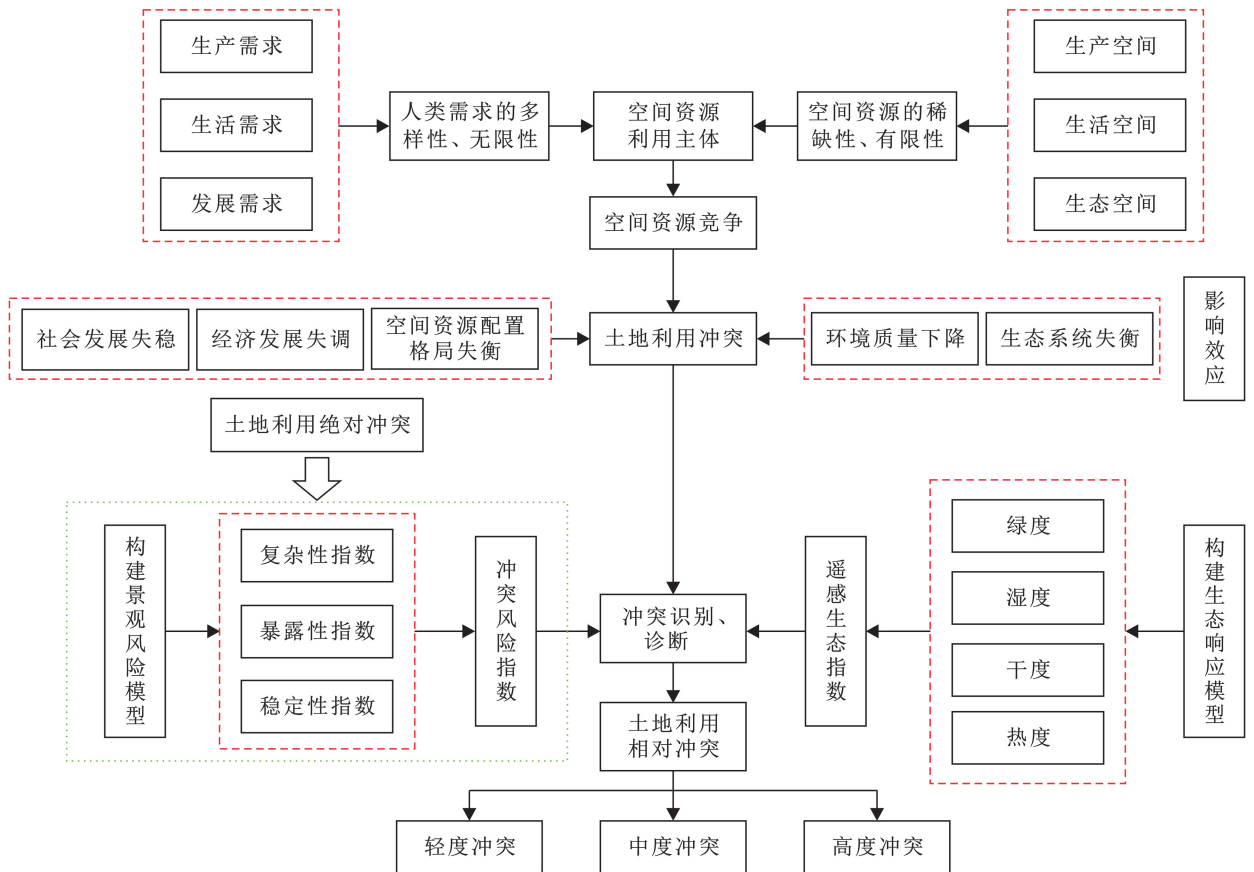 生产需求
生活需求
发展需求
人类需求的多
样性、无限性
空间资源
利用主体
空间资源的稀
缺性、有限性
生产空间
生活空间
生态空间
空间资源竞争
社会发展失稳
经济发展失调
空间资源配置
格局失衡
土地利用冲突
环境质量下降
生态系统失衡
影响效应
土地利用绝对冲突
构建景观风险模型
复杂性指数
暴露性指数
稳定性指数
冲突风险指数
冲突识别、
诊断
遥感生态指数
绿度
湿度
干度
热度
构建生态响应模型
土地利用
相对冲突
轻度冲突
中度冲突
高度冲突